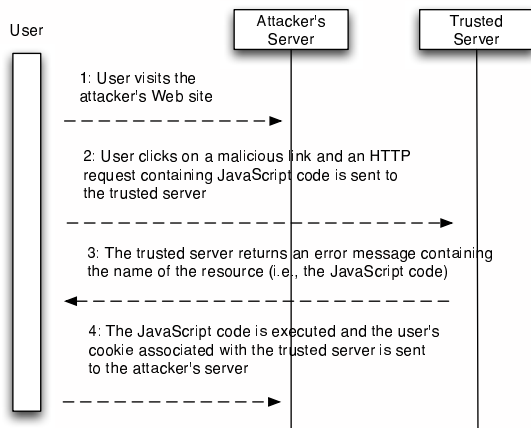 User
Attacker's
Server
Trusted
Server
1: User visits the
attacker's Web site
2: User clicks on a malicious link and an HTTP
request containing JavaScript code is sent to
the trusted server
3: The trusted server returns an error message containing
the name of the resource (i.e., the JavaScript code)
4: The JavaScript code is executed and the user's
cookie associated with the trusted server is sent
to the attacker's server